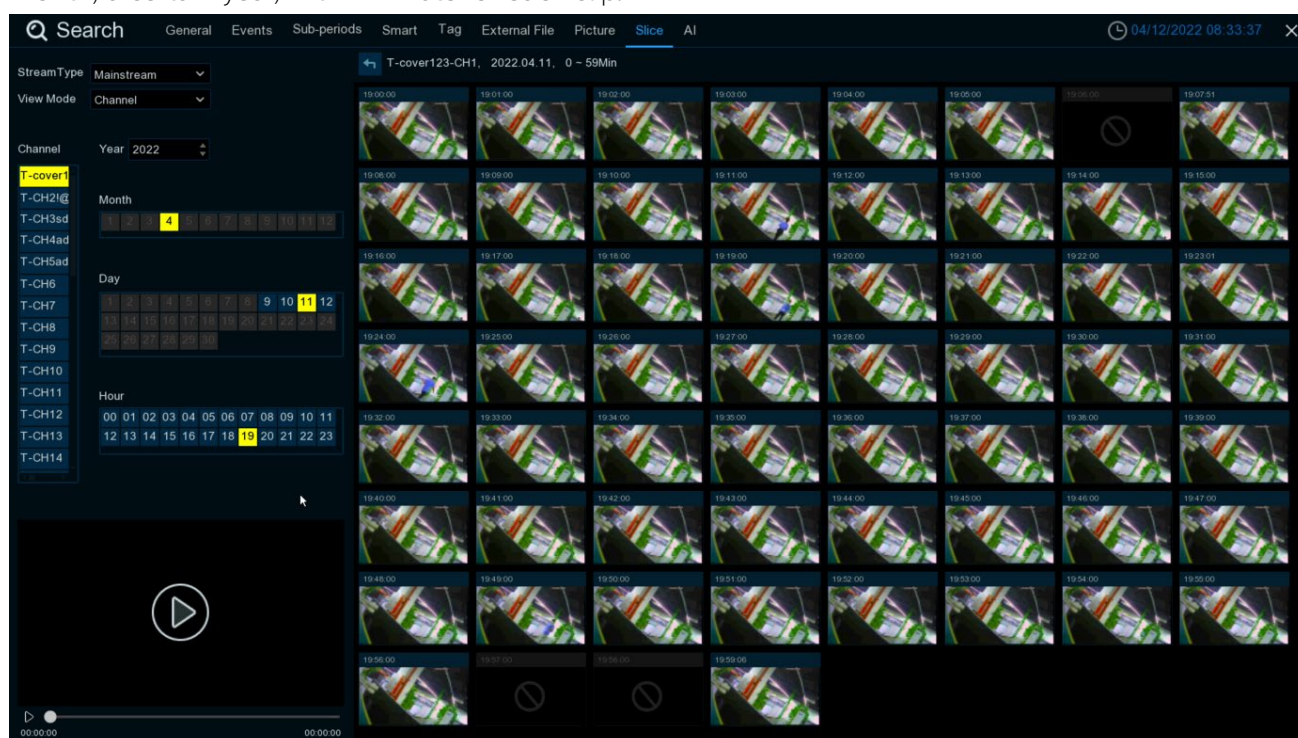 Search General Events Sub-periods Smart Tag External File Picture Slice AI 04/12/2022 08:33:37
StreamType Mainstream
View Mode Channel
Channel Year 2022
T-cover1
T-CH2!@
T-CH3sd
T-CH4ad
T-CH5ad
T-CH6
T-CH7
T-CH8
T-CH9
T-CH10
T-CH11
T-CH12
T-CH13
T-CH14
Month
1 2 3 4 5 6 7 8 9 10 11 12
Day
1 2 3 4 5 6 7 8 9 10 11 12
13 14 15 16 17 18 19 20 21 22 23 24
25 26 27 28 29 30
Hour
00 01 02 03 04 05 06 07 08 09 10 11
12 13 14 15 16 17 18 19 20 21 22 23
00:00:00 00:00:00
T-cover123-CH1, 2022.04.11, 0 ~ 59Min
19:00:00 19:01:00 19:02:00 19:03:00 19:04:00 19:05:00 19:06:00 19:07:51
19:08:00 19:09:00 19:10:00 19:11:00 19:12:00 19:13:00 19:14:00 19:15:00
19:16:00 19:17:00 19:18:00 19:19:00 19:20:00 19:21:00 19:22:00 19:23:01
19:24:00 19:25:00 19:26:00 19:27:00 19:28:00 19:29:00 19:30:00 19:31:00
19:32:00 19:33:00 19:34:00 19:35:00 19:36:00 19:37:00 19:38:00 19:39:00
19:40:00 19:41:00 19:42:00 19:43:00 19:44:00 19:45:00 19:46:00 19:47:00
19:48:00 19:49:00 19:50:00 19:51:00 19:52:00 19:53:00 19:54:00 19:55:00
19:56:00 19:57:00 19:58:00 19:59:06